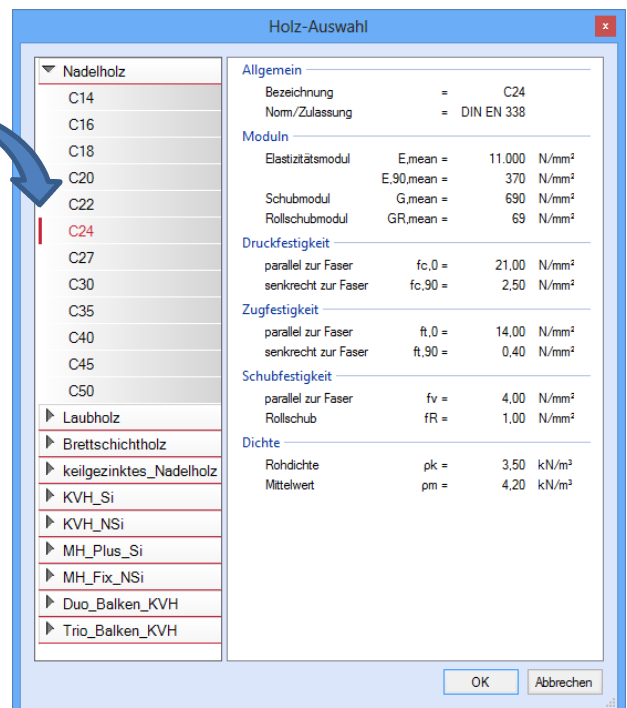 Holz-Auswahl
x
Nadelholz
C14
C16
C18
C20
C22
C24
C27
C30
C35
C40
C45
C50
Laubholz
Brettschichtholz
keilgezinktes_Nadelholz
KVH_Si
KVH_NSi
MH_Plus_Si
MH_Fix_NSi
Duo_Balken_KVH
Trio_Balken_KVH
Allgemein
Bezeichnung = C24
Norm/Zulassung = DIN EN 338
Moduln
Elastizitätsmodul E,mean = 11.000 N/mm²
E,90,mean = 370 N/mm²
Schubmodul G,mean = 690 N/mm²
Rollschubmodul GR,mean = 69 N/mm²
Druckfestigkeit
parallel zur Faser fc,0 = 21,00 N/mm²
senkrecht zur Faser fc,90 = 2,50 N/mm²
Zugfestigkeit
parallel zur Faser ft,0 = 14,00 N/mm²
senkrecht zur Faser ft,90 = 0,40 N/mm²
Schubfestigkeit
parallel zur Faser fv = 4,00 N/mm²
Rollschub fR = 1,00 N/mm²
Dichte
Rohdichte ρk = 3,50 kN/m³
Mittelwert ρm = 4,20 kN/m³
OK Abbrechen